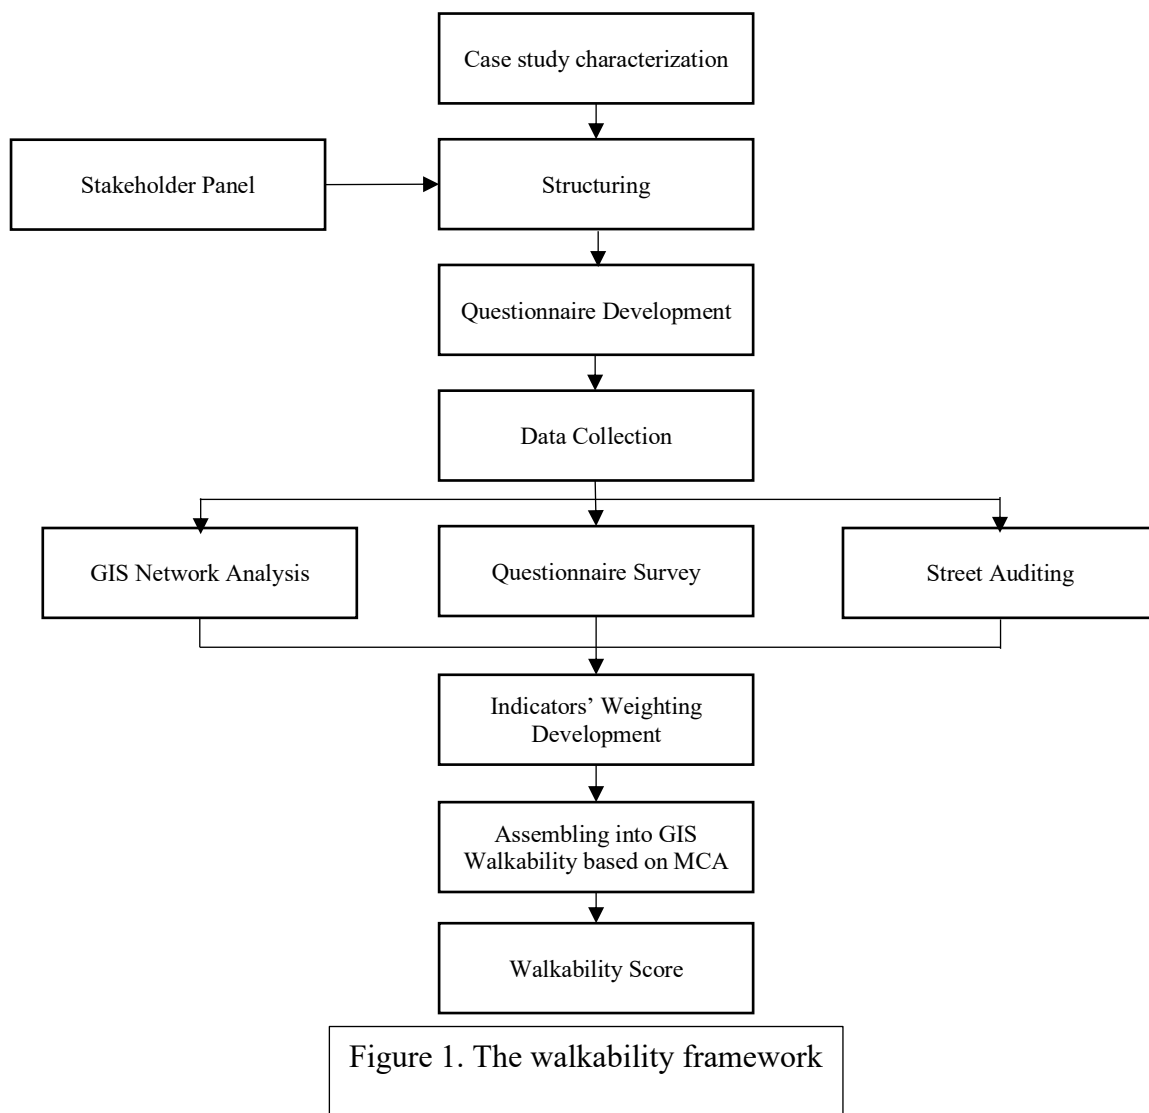 Case study characterization
Stakeholder Panel
Structuring
Questionnaire Development
Data Collection
GIS Network Analysis
Questionnaire Survey
Street Auditing
Indicators’ Weighting
Development
Assembling into GIS
Walkability based on MCA
Walkability Score
Figure 1. The walkability framework